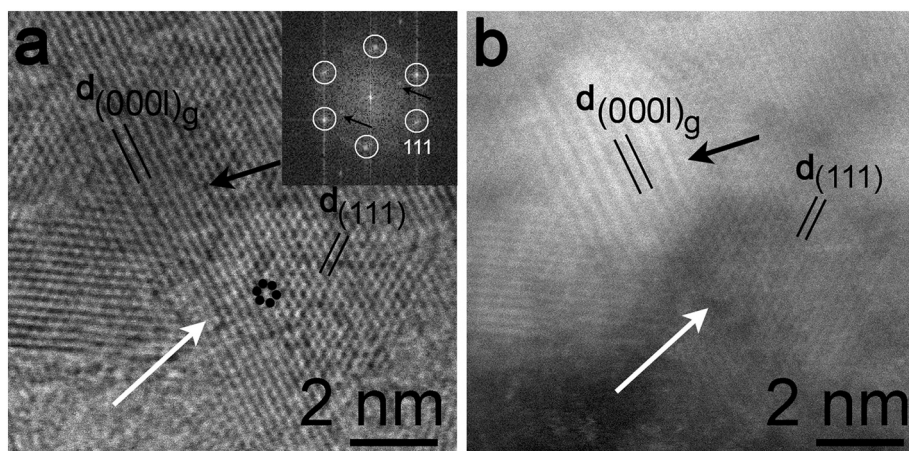 a
d(000l)g
111
d(111)
2 nm
b
d(000l)g
d(111)
2 nm